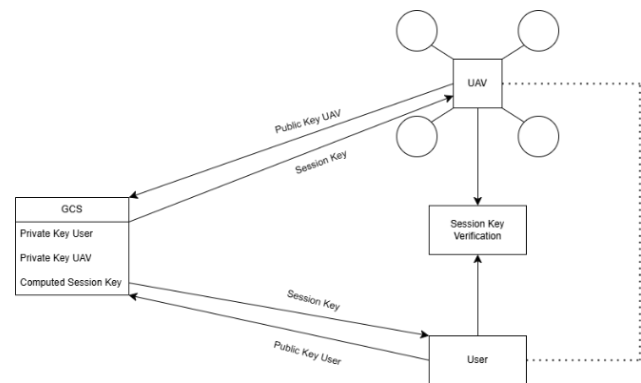 UAV
Public Key UAV
Session Key
GCS
Private Key User
Private Key UAV
Computed Session Key
Session Key
Verification
Session Key
Public Key User
User